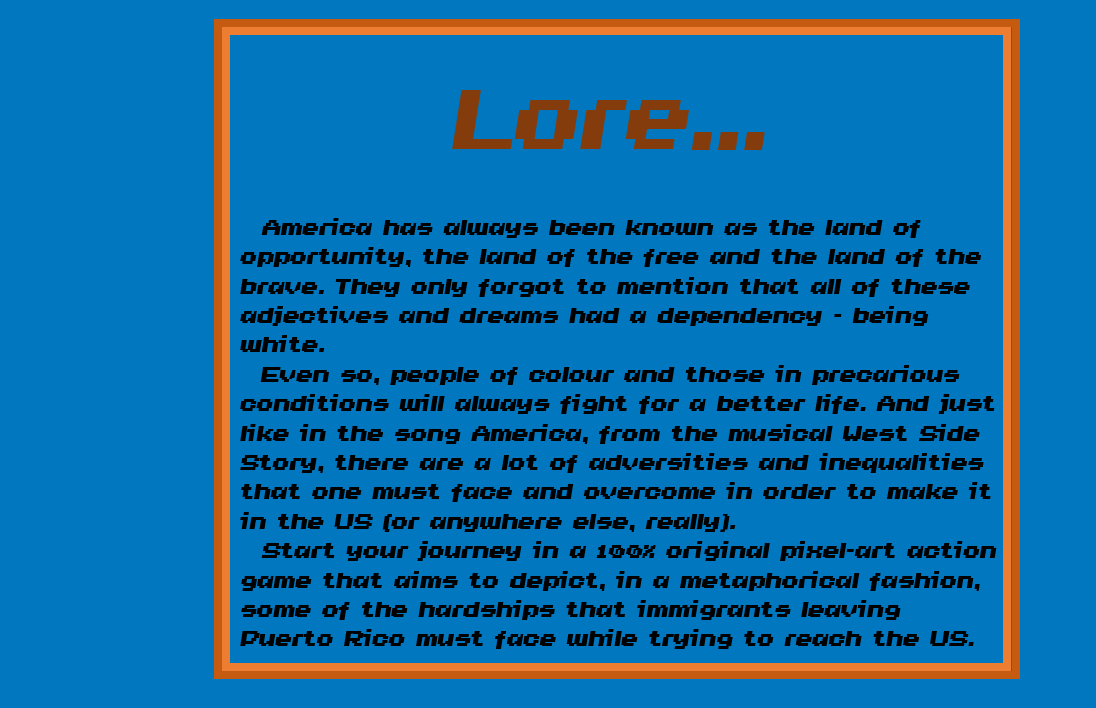 Lore...
America has always been known as the land of
opportunity, the land of the free and the land of the
brave. They only forgot to mention that all of these
adjectives and dreams had a dependency - being
white.
Even so, people of colour and those in precarious
conditions will always fight for a better life. And just
like in the song America, from the musical West Side
Story, there are a lot of adversities and inequalities
that one must face and overcome in order to make it
in the US (or anywhere else, really).
Start your journey in a 100% original pixel-art action
game that aims to depict, in a metaphorical fashion,
some of the hardships that immigrants leaving
Puerto Rico must face while trying to reach the US.